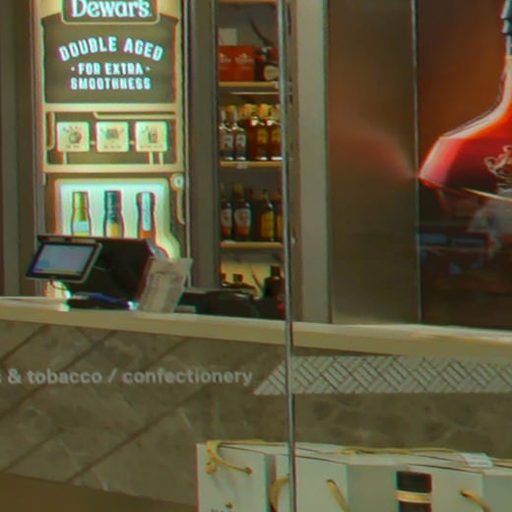 Dewar's
DOUBLE AGED
· FOR EXTRA ·
SMOOTHNESS
& tobacco / confectionery